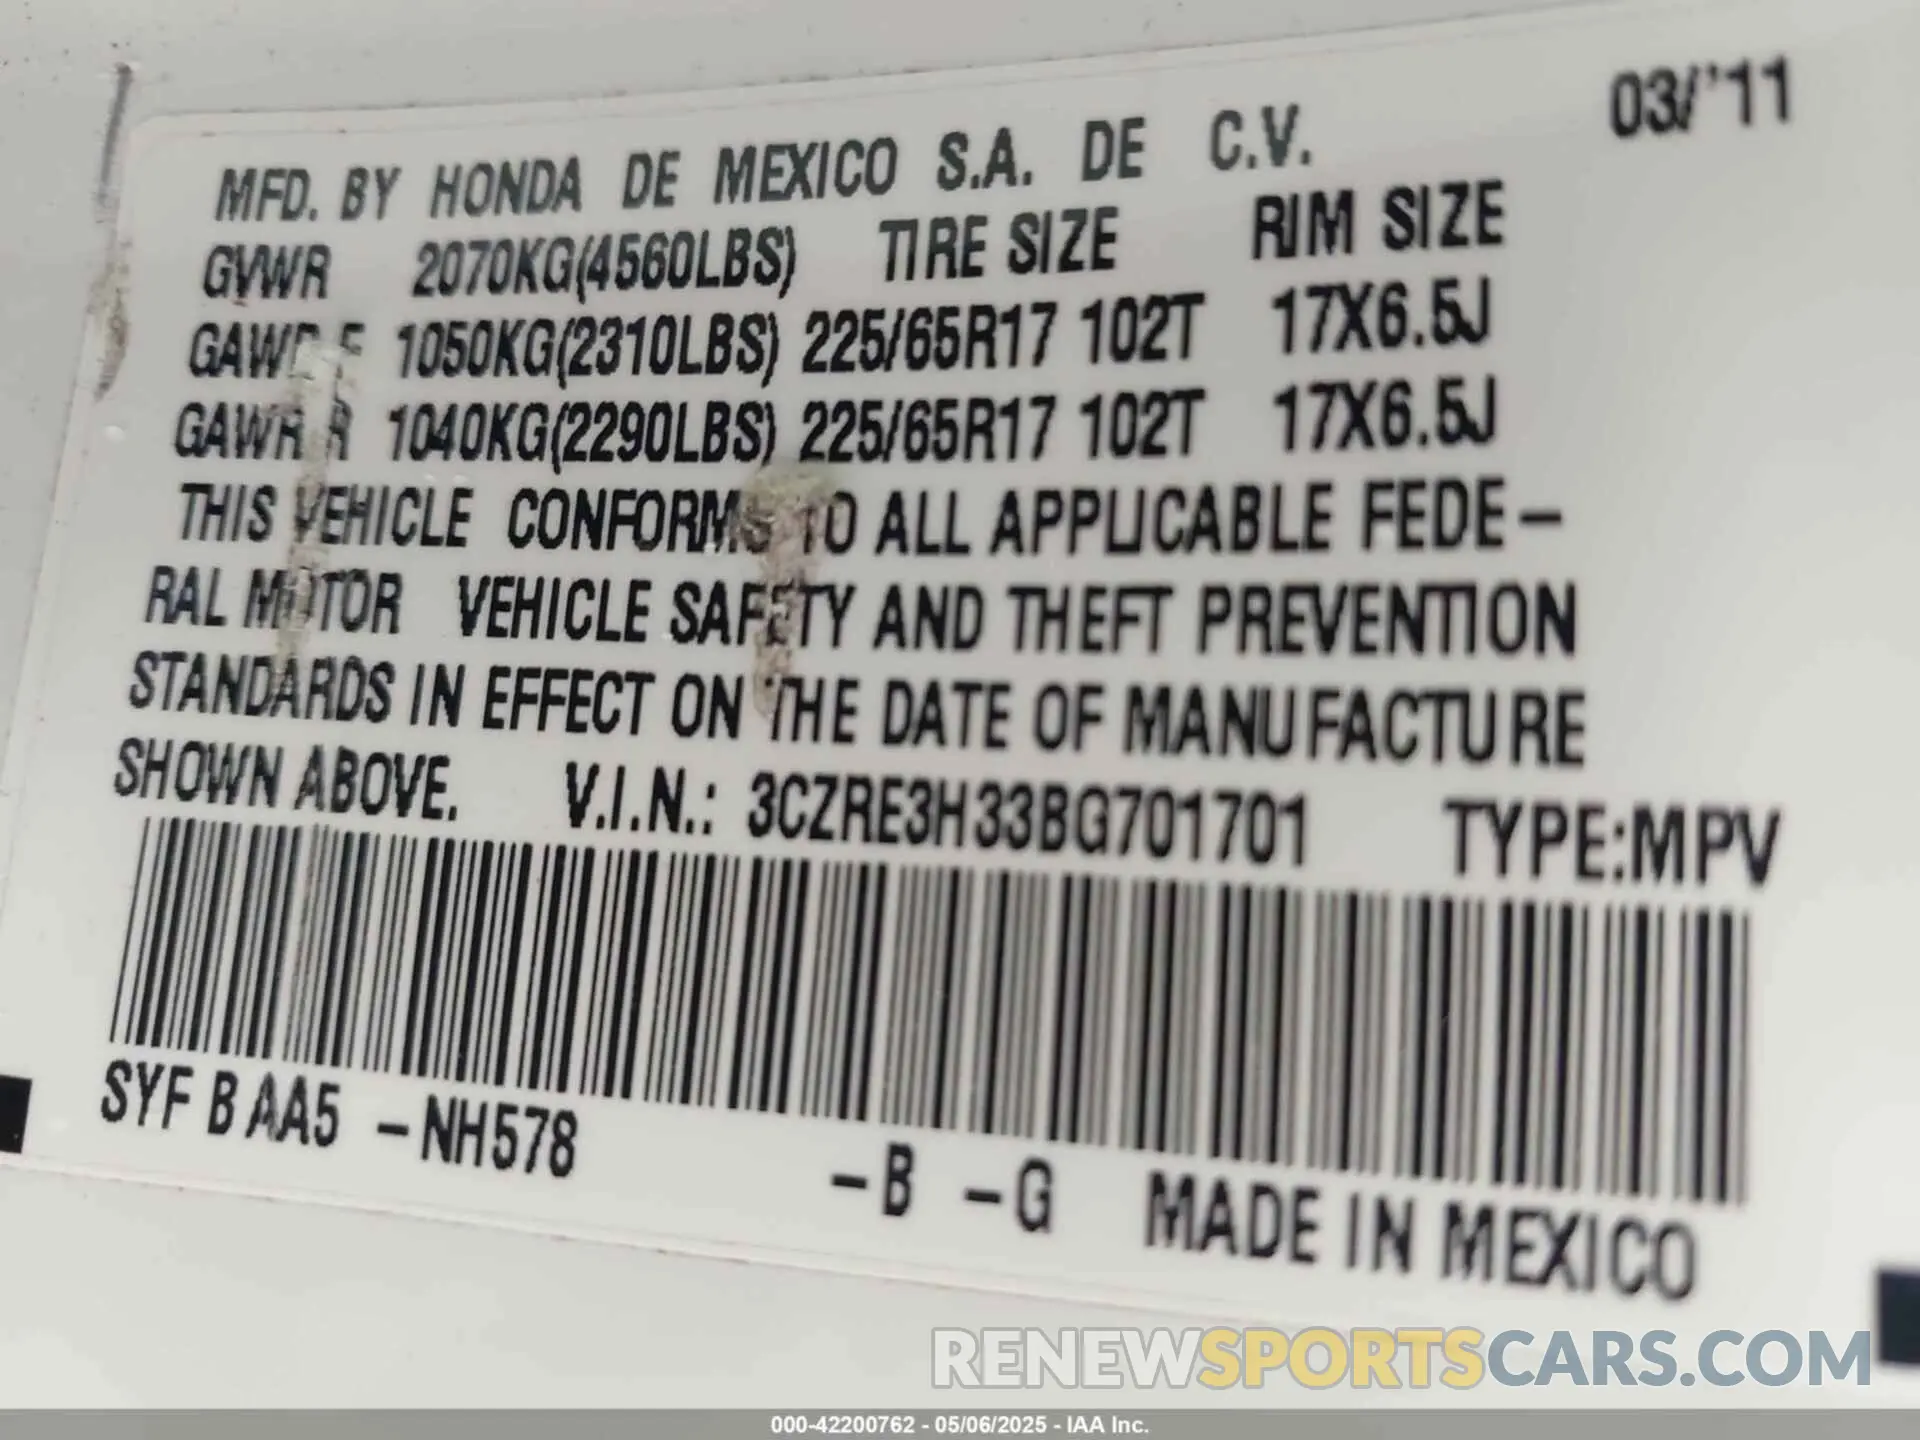 03/'11
MFD. BY HONDA DE MEXICO S.A. DE C.V.
GVWR 2070KG(4560LBS) TIRE SIZE RIM SIZE
GAWR F 1050KG(2310LBS) 225/65R17 102T 17X6.5J
GAWR R 1040KG(2290LBS) 225/65R17 102T 17X6.5J
THIS VEHICLE CONFORMS TO ALL APPLICABLE FEDE-
RAL MOTOR VEHICLE SAFETY AND THEFT PREVENTION
STANDARDS IN EFFECT ON THE DATE OF MANUFACTURE
SHOWN ABOVE. V.I.N.: 3CZRE3H33BG701701 TYPE:MPV
SYF B AA5 -NH578 -B -G MADE IN MEXICO
RENEWSPORTSCARS.COM
000-42200762 - 05/06/2025 - IAA Inc.